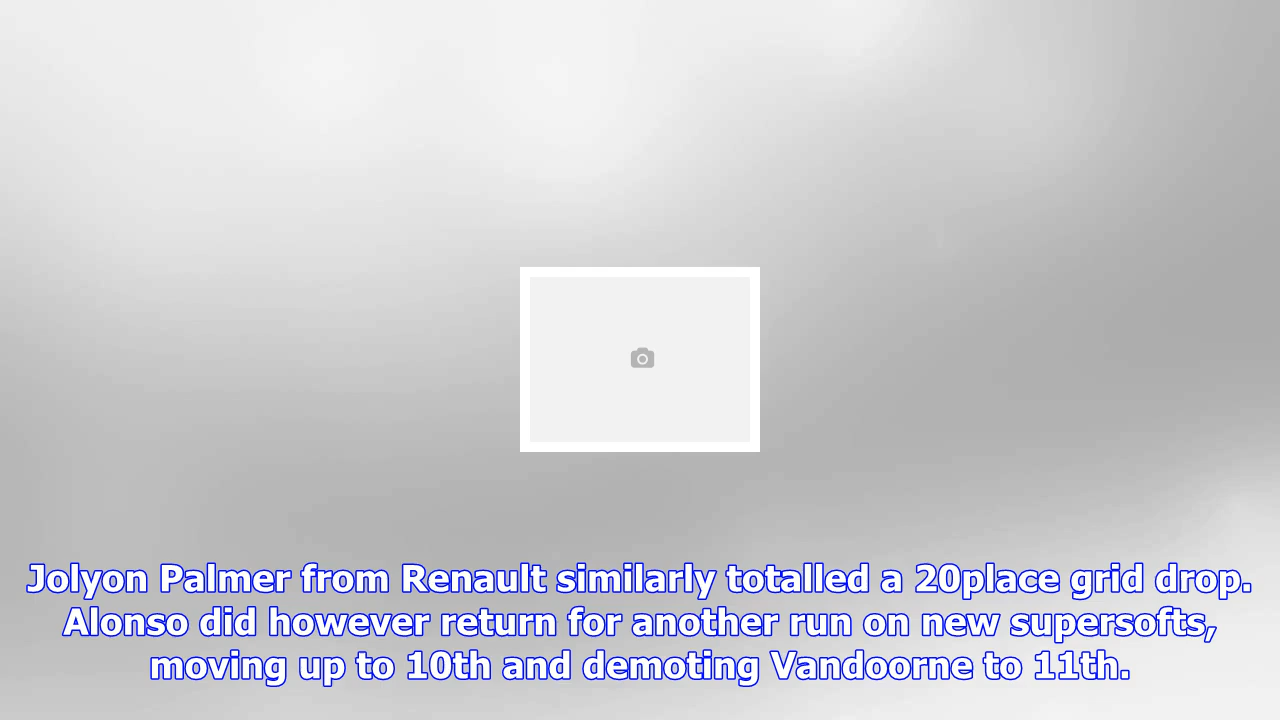 Jolyon Palmer from Renault similarly totalled a 20place grid drop.
Alonso did however return for another run on new supersofts,
moving up to 10th and demoting Vandoorne to 11th.